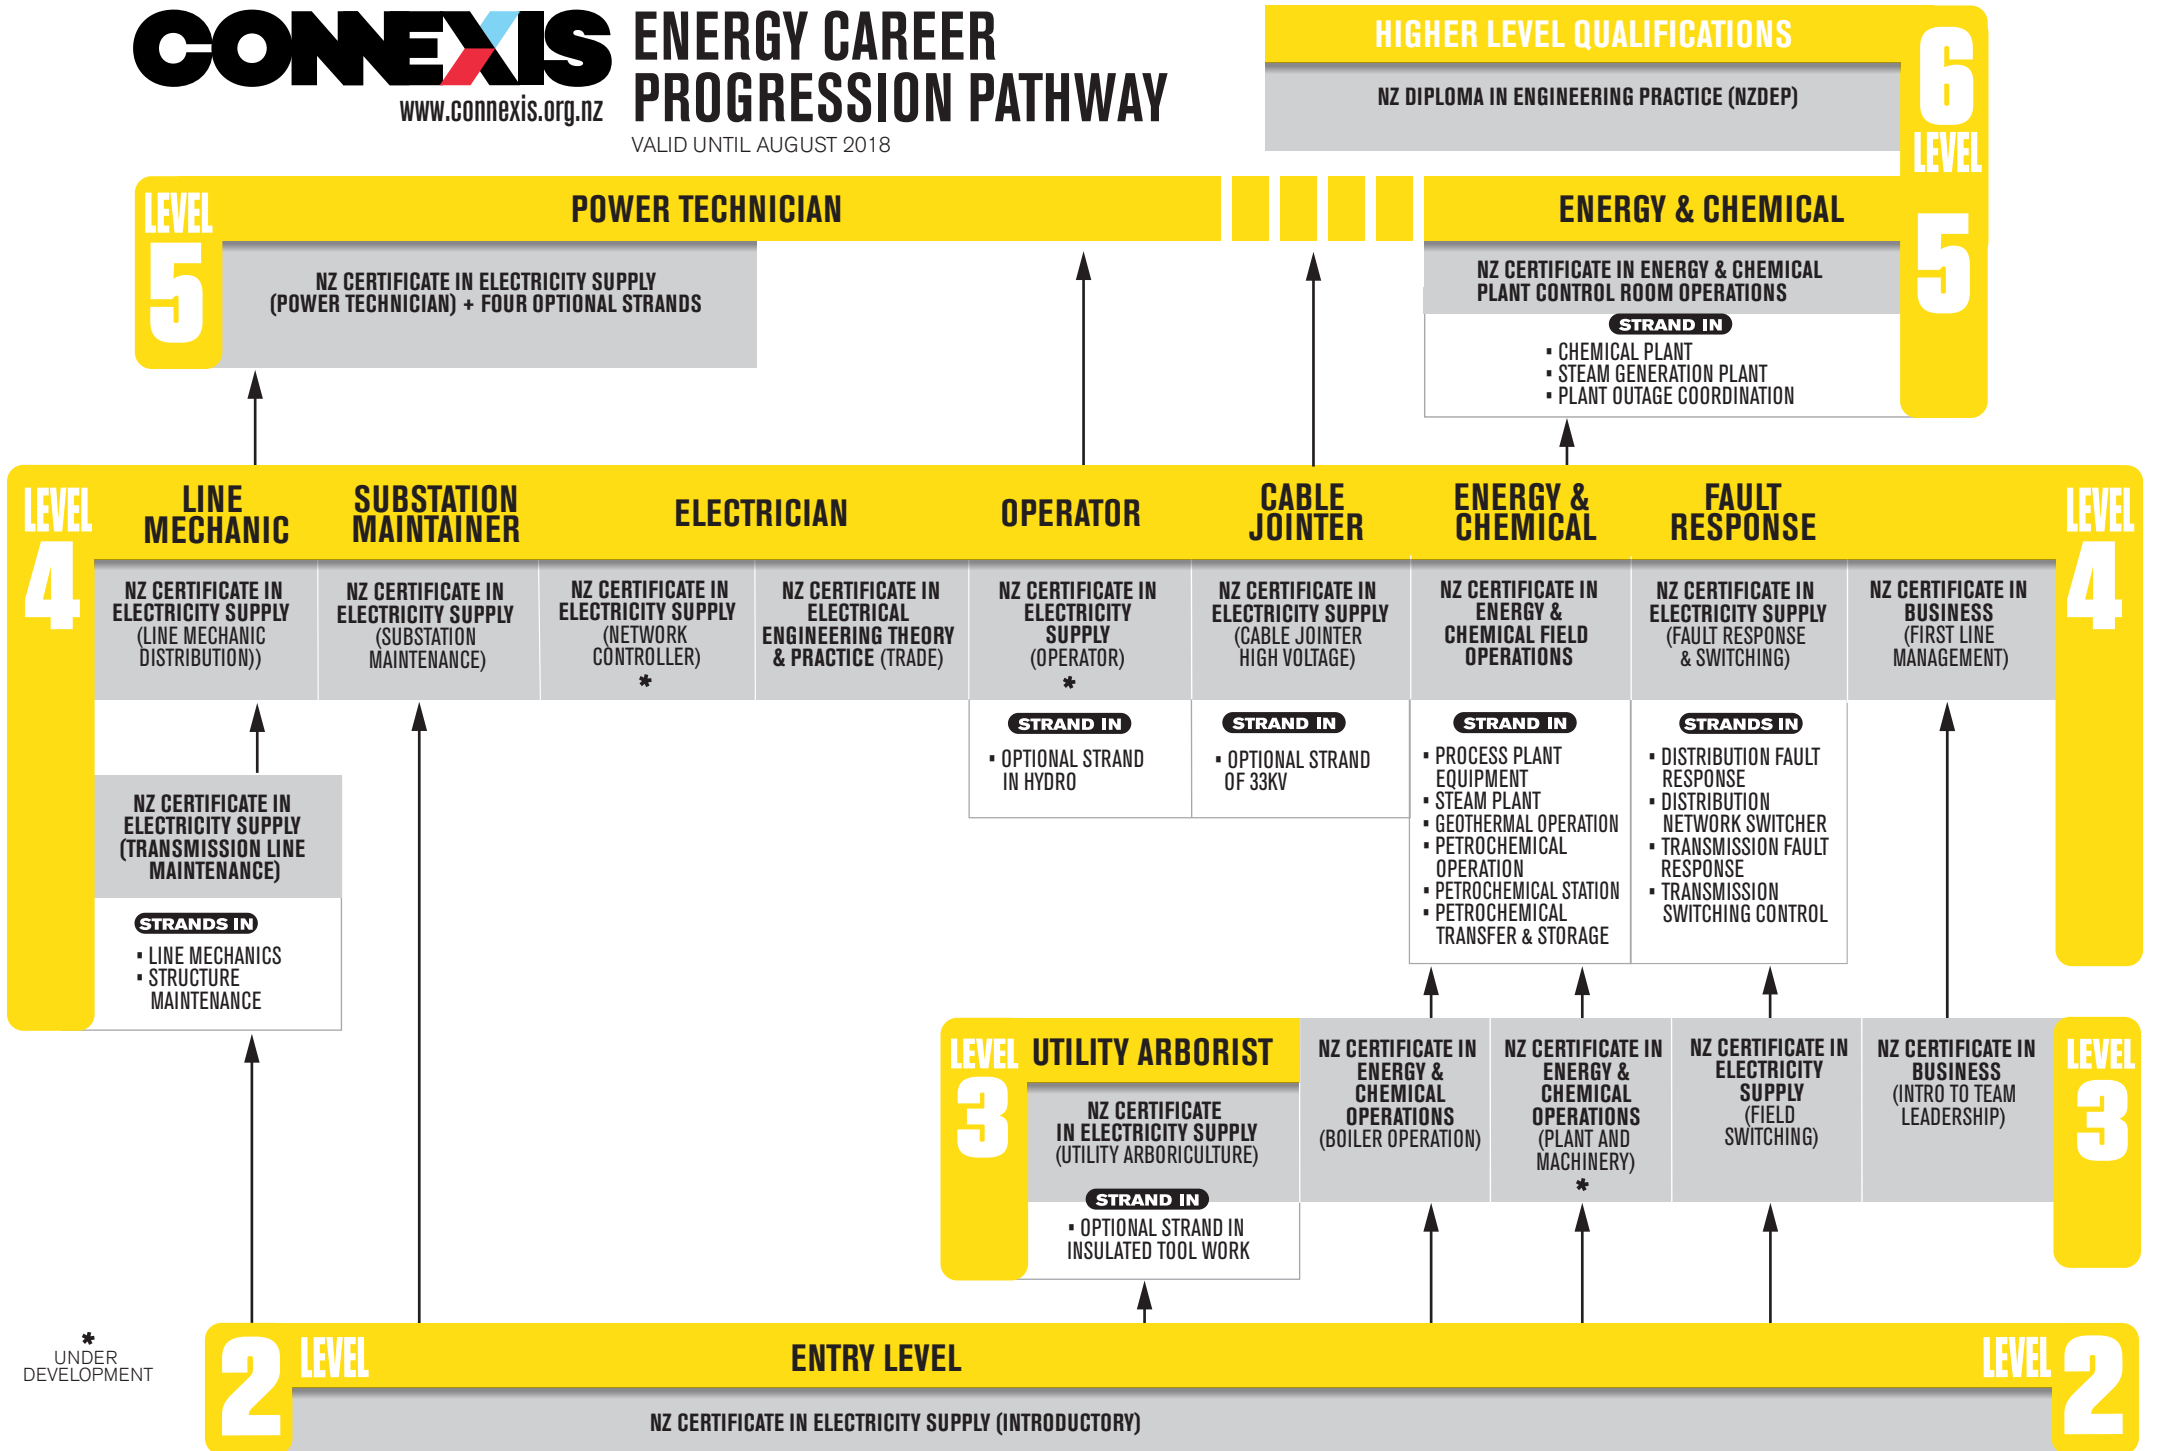 CONNEXIS
www.connexis.org.nz
ENERGY CAREER
PROGRESSION PATHWAY
VALID UNTIL AUGUST 2018
HIGHER LEVEL QUALIFICATIONS
NZ DIPLOMA IN ENGINEERING PRACTICE (NZDEP)
6
LEVEL
LEVEL
5
POWER TECHNICIAN
NZ CERTIFICATE IN ELECTRICITY SUPPLY
(POWER TECHNICIAN) + FOUR OPTIONAL STRANDS
ENERGY & CHEMICAL
5
NZ CERTIFICATE IN ENERGY & CHEMICAL
PLANT CONTROL ROOM OPERATIONS
STRAND IN
▪ CHEMICAL PLANT
▪ STEAM GENERATION PLANT
▪ PLANT OUTAGE COORDINATION
LEVEL
4
LINE
MECHANIC
SUBSTATION
MAINTAINER
ELECTRICIAN
OPERATOR
CABLE
JOINTER
ENERGY &
CHEMICAL
FAULT
RESPONSE
LEVEL
4
NZ CERTIFICATE IN
ELECTRICITY SUPPLY
(LINE MECHANIC
DISTRIBUTION))
NZ CERTIFICATE IN
ELECTRICITY SUPPLY
(SUBSTATION
MAINTENANCE)
NZ CERTIFICATE IN
ELECTRICITY SUPPLY
(NETWORK
CONTROLLER)
*
NZ CERTIFICATE IN
ELECTRICAL
ENGINEERING THEORY
& PRACTICE (TRADE)
NZ CERTIFICATE IN
ELECTRICITY
SUPPLY
(OPERATOR)
*
NZ CERTIFICATE IN
ELECTRICITY SUPPLY
(CABLE JOINTER
HIGH VOLTAGE)
NZ CERTIFICATE IN
ENERGY &
CHEMICAL FIELD
OPERATIONS
NZ CERTIFICATE IN
ELECTRICITY SUPPLY
(FAULT RESPONSE
& SWITCHING)
NZ CERTIFICATE IN
BUSINESS
(FIRST LINE
MANAGEMENT)
STRAND IN
▪ OPTIONAL STRAND
IN HYDRO
STRAND IN
▪ OPTIONAL STRAND
OF 33KV
STRAND IN
▪ PROCESS PLANT
EQUIPMENT
▪ STEAM PLANT
▪ GEOTHERMAL OPERATION
▪ PETROCHEMICAL
OPERATION
▪ PETROCHEMICAL STATION
▪ PETROCHEMICAL
TRANSFER & STORAGE
STRANDS IN
▪ DISTRIBUTION FAULT
RESPONSE
▪ DISTRIBUTION
NETWORK SWITCHER
▪ TRANSMISSION FAULT
RESPONSE
▪ TRANSMISSION
SWITCHING CONTROL
NZ CERTIFICATE IN
ELECTRICITY SUPPLY
(TRANSMISSION LINE
MAINTENANCE)
STRANDS IN
▪ LINE MECHANICS
▪ STRUCTURE
MAINTENANCE
LEVEL
3
UTILITY ARBORIST
NZ CERTIFICATE
IN ELECTRICITY SUPPLY
(UTILITY ARBORICULTURE)
STRAND IN
▪ OPTIONAL STRAND IN
INSULATED TOOL WORK
NZ CERTIFICATE IN
ENERGY &
CHEMICAL
OPERATIONS
(BOILER OPERATION)
NZ CERTIFICATE IN
ENERGY &
CHEMICAL
OPERATIONS
(PLANT AND
MACHINERY)
*
NZ CERTIFICATE IN
ELECTRICITY
SUPPLY
(FIELD
SWITCHING)
NZ CERTIFICATE IN
BUSINESS
(INTRO TO TEAM
LEADERSHIP)
LEVEL
3
*
UNDER
DEVELOPMENT
2
LEVEL
ENTRY LEVEL
LEVEL
2
NZ CERTIFICATE IN ELECTRICITY SUPPLY (INTRODUCTORY)